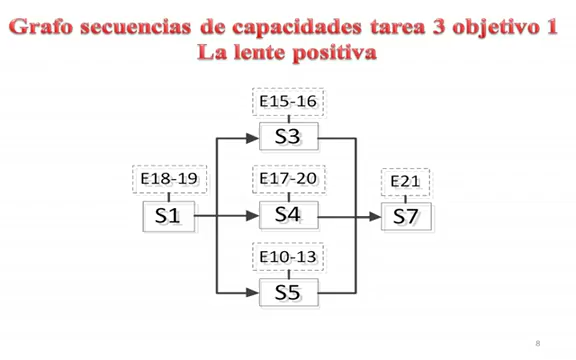 Grafo secuencias de capacidades tarea 3 objetivo 1
La lente positiva
E15-16
S3
E18-19
E17-20
E21
S1
S4
S7
E10-13
S5
8